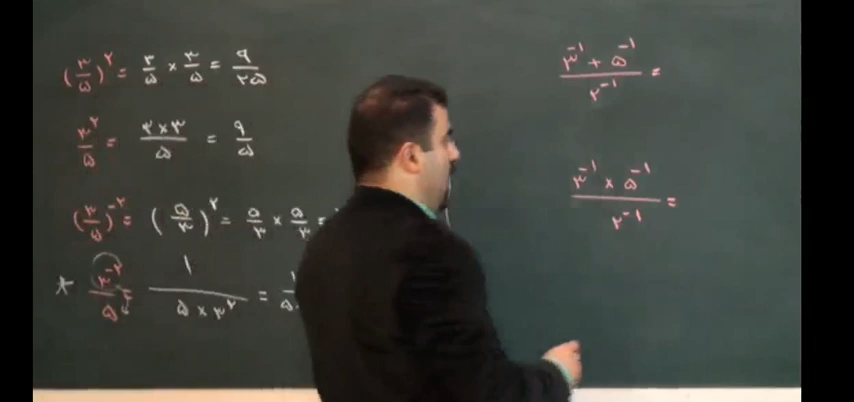 (۳/۵)^۲ = ۳/۵ × ۳/۵ = ۹/۲۵
۳^۲/۵ = ۳×۳/۵ = ۹/۵
(۳/۵)^-۲ = (۵/۳)^۲ = ۵/۳ × ۵/۳ =
* ۳^-۲/۵ = ۱/۵×۳^۲ =
۳^-۱ + ۵^-۱ / ۲^-۱ =
۳^-۱ × ۵^-۱ / ۲^-۱ =